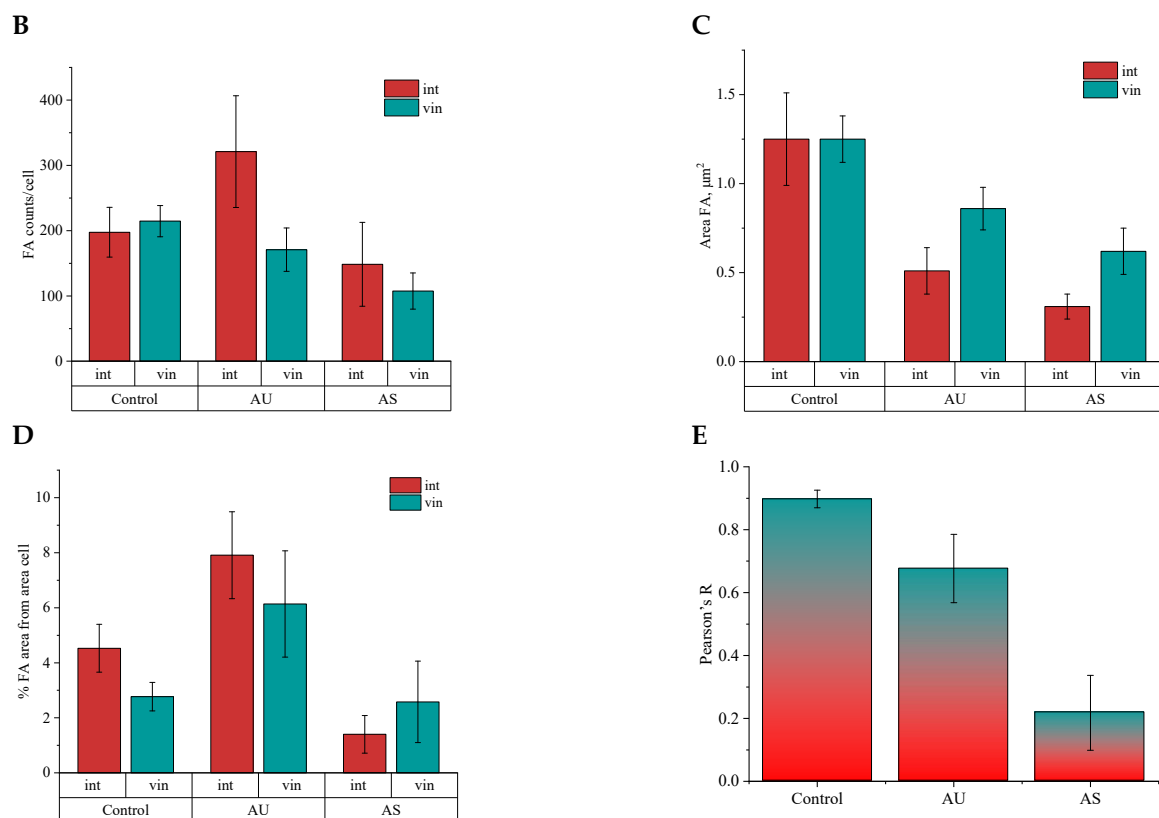 B
FA counts/cell
400
300
200
100
0
int
vin
int vin int vin int vin
Control AU AS
C
Area FA, μm²
1.5
1.0
0.5
0.0
int
vin
int vin int vin int vin
Control AU AS
D
% FA area from area cell
10
8
6
4
2
0
int
vin
int vin int vin int vin
Control AU AS
E
Pearson's R
1.0
0.8
0.6
0.4
0.2
0.0
Control AU AS